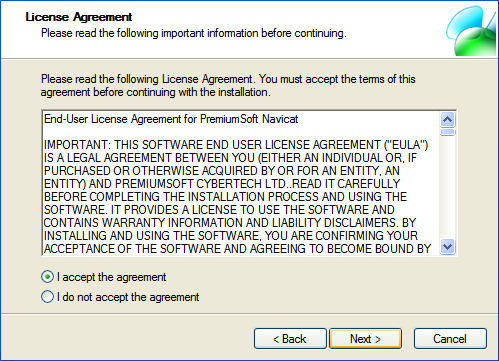 License Agreement
Please read the following important information before continuing.
Please read the following License Agreement. You must accept the terms of this
agreement before continuing with the installation.
End-User License Agreement for PremiumSoft Navicat
IMPORTANT: THIS SOFTWARE END USER LICENSE AGREEMENT ("EULA")
IS A LEGAL AGREEMENT BETWEEN YOU (EITHER AN INDIVIDUAL OR, IF
PURCHASED OR OTHERWISE ACQUIRED BY OR FOR AN ENTITY, AN
ENTITY) AND PREMIUMSOFT CYBERTECH LTD..READ IT CAREFULLY
BEFORE COMPLETING THE INSTALLATION PROCESS AND USING THE
SOFTWARE. IT PROVIDES A LICENSE TO USE THE SOFTWARE AND
CONTAINS WARRANTY INFORMATION AND LIABILITY DISCLAIMERS. BY
INSTALLING AND USING THE SOFTWARE, YOU ARE CONFIRMING YOUR
ACCEPTANCE OF THE SOFTWARE AND AGREEING TO BECOME BOUND BY
I accept the agreement
I do not accept the agreement
< Back
Next >
Cancel